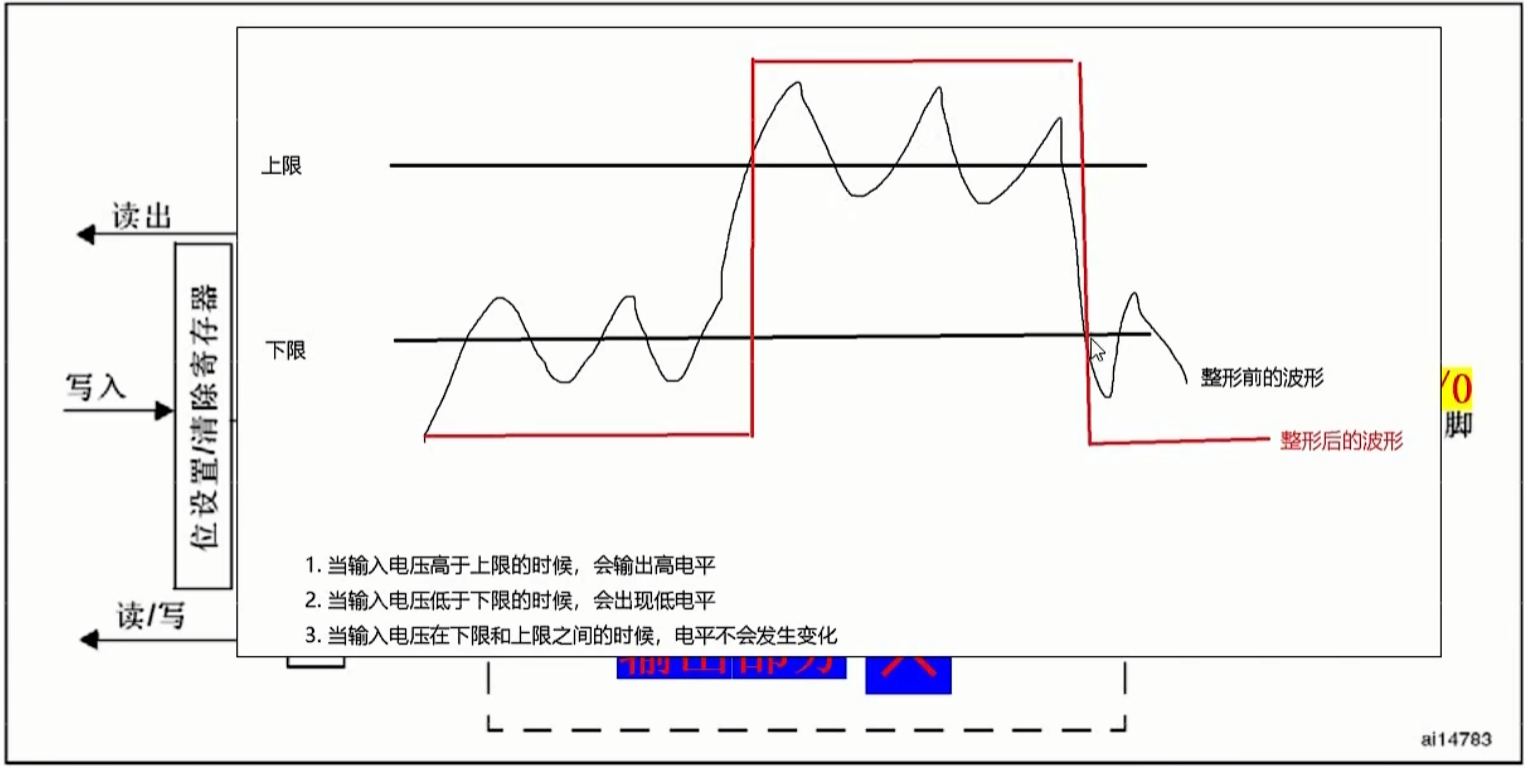 上限
读出
下限
位设置/清除寄存器
写入
整形前的波形
/0
脚
整形后的波形
1. 当输入电压高于上限的时候，会输出高电平
2. 当输入电压低于下限的时候，会出现低电平
读/写
3. 当输入电压在下限和上限之间的时候，电平不会发生变化
输出部分
ai14783